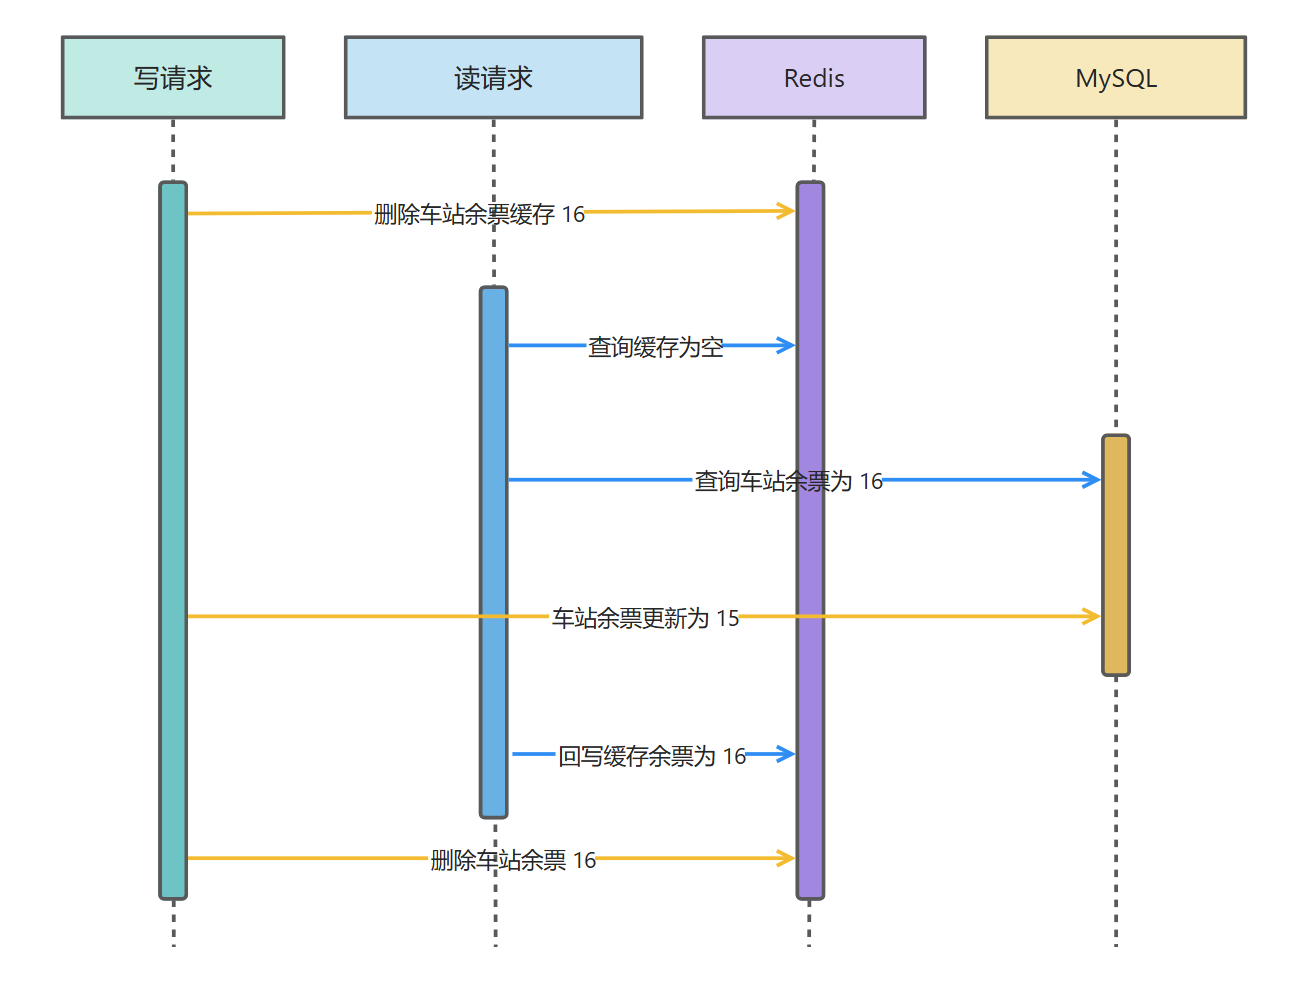 写请求
读请求
Redis
MySQL
删除车站余票缓存 16
查询缓存为空
查询车站余票为 16
车站余票更新为 15
回写缓存余票为 16
删除车站余票 16